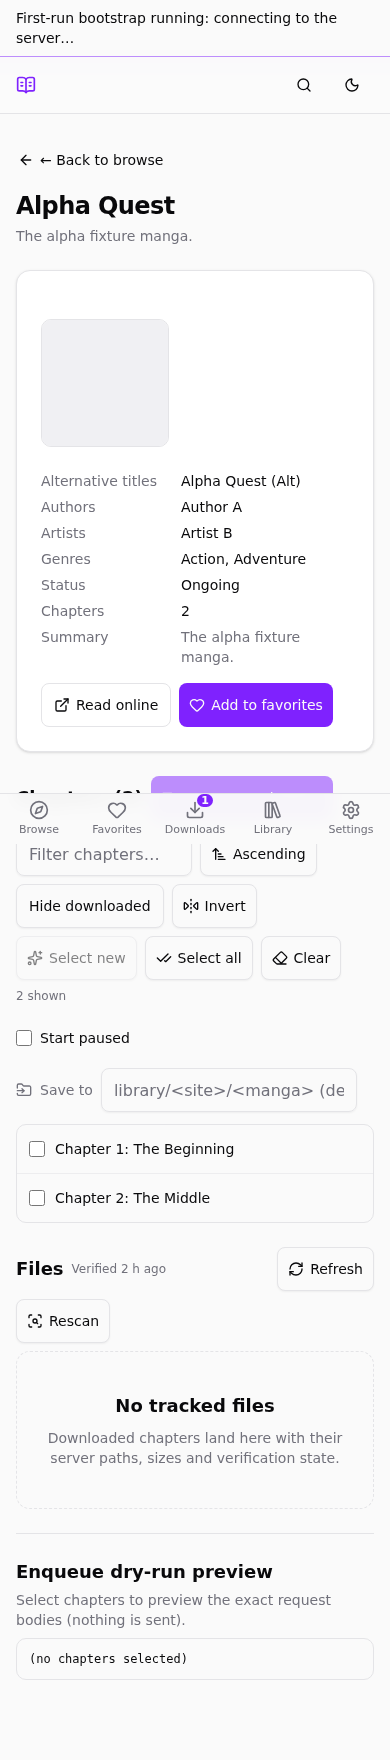 First-run bootstrap running: connecting to the
server…
← Back to browse
Alpha Quest
The alpha fixture manga.
Alternative titles Alpha Quest (Alt)
Authors Author A
Artists Artist B
Genres Action, Adventure
Status Ongoing
Chapters 2
Summary The alpha fixture
manga.
Read online Add to favorites
1
Browse Favorites Downloads Library Settings
Filter chapters… Ascending
Hide downloaded Invert
Select new Select all Clear
2 shown
Start paused
Save to library/<site>/<manga> (de
Chapter 1: The Beginning
Chapter 2: The Middle
Files Verified 2 h ago Refresh
Rescan
No tracked files
Downloaded chapters land here with their
server paths, sizes and verification state.
Enqueue dry-run preview
Select chapters to preview the exact request
bodies (nothing is sent).
(no chapters selected)